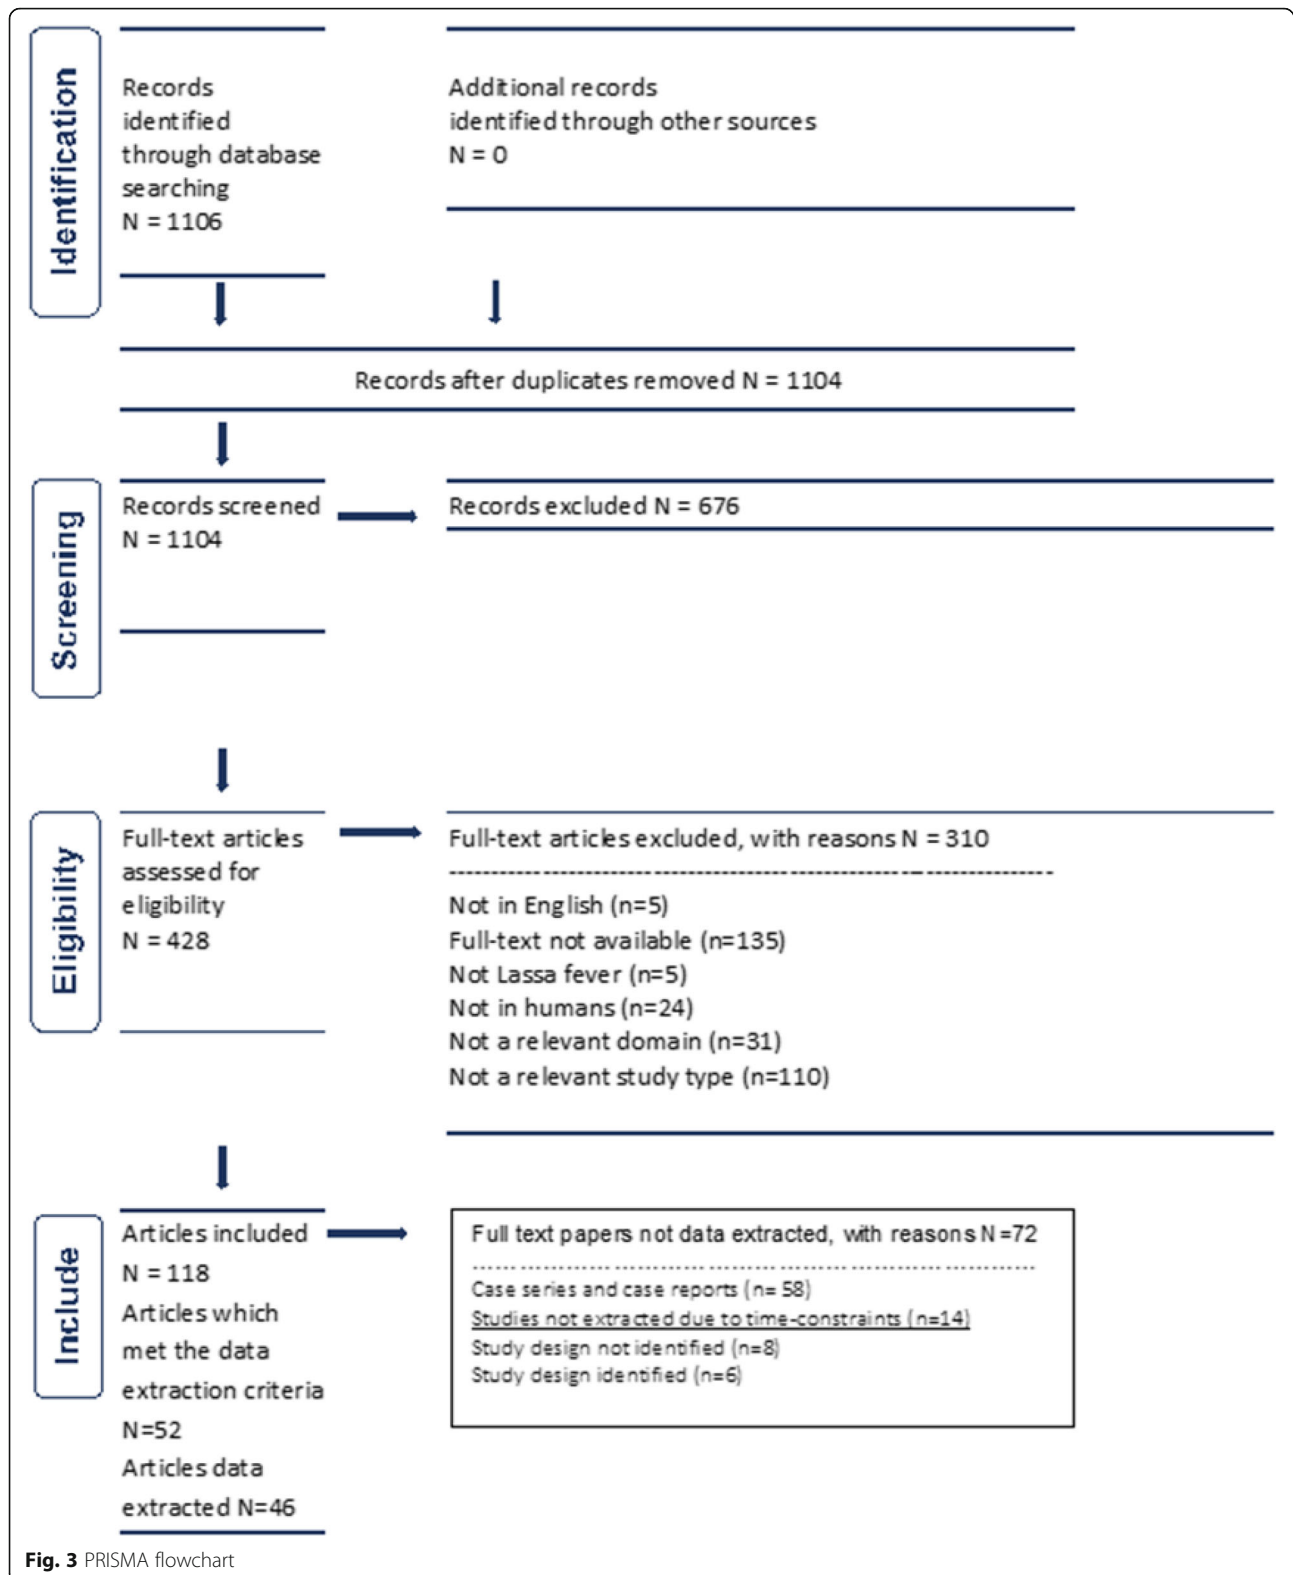 Identification
Records
identified
through database
searching
N = 1106
Additional records
identified through other sources
N = 0
Records after duplicates removed N = 1104
Screening
Records screened
N = 1104
Records excluded N = 676
Eligibility
Full-text articles
assessed for
eligibility
N = 428
Full-text articles excluded, with reasons N = 310
Not in English (n=5)
Full-text not available (n=135)
Not Lassa fever (n=5)
Not in humans (n=24)
Not a relevant domain (n=31)
Not a relevant study type (n=110)
Include
Articles included
N = 118
Articles which
met the data
extraction criteria
N=52
Articles data
extracted N=46
Full text papers not data extracted, with reasons N =72
Case series and case reports (n= 58)
Studies not extracted due to time-constraints (n=14)
Study design not identified (n=8)
Study design identified (n=6)
Fig. 3 PRISMA flowchart